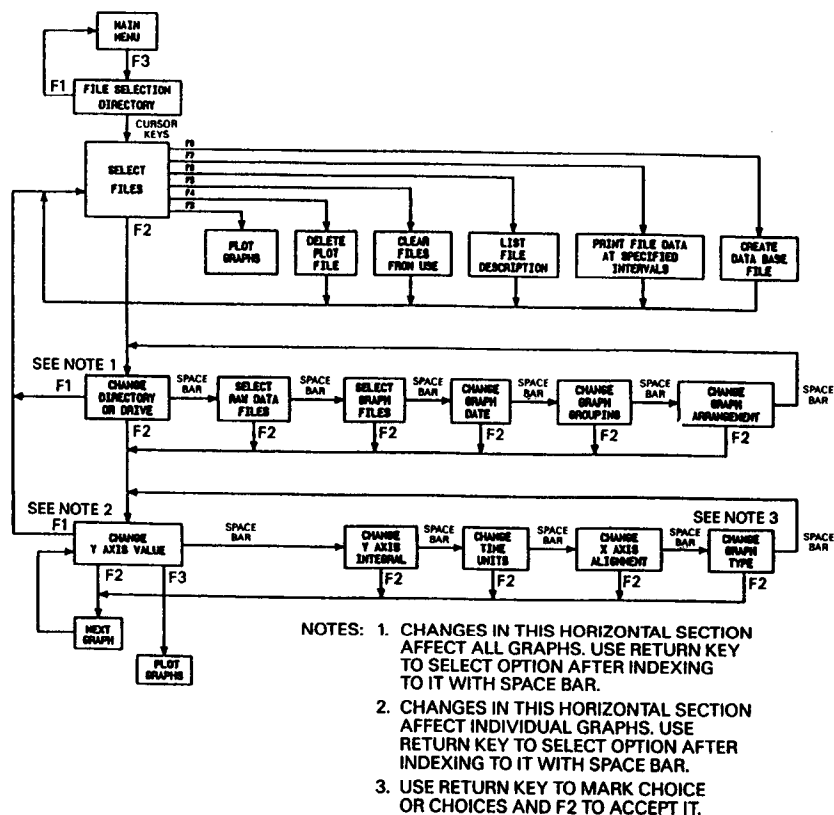 MAIN
MENU
F3
F1
FILE SELECTION
DIRECTORY
CURSOR
KEYS
SELECT
FILES
F8
F7
F6
F5
F4
F3
F2
PLOT
GRAPHS
DELETE
PLOT
FILE
CLEAR
FILES
FROM USE
LIST
FILE
DESCRIPTION
PRINT FILE DATA
AT SPECIFIED
INTERVALS
CREATE
DATA BASE
FILE
SEE NOTE 1
F1
CHANGE
DIRECTORY
OR DRIVE
SPACE
BAR
SELECT
RAW DATA
FILES
SPACE
BAR
SELECT
GRAPH
FILES
SPACE
BAR
CHANGE
GRAPH
DATE
SPACE
BAR
CHANGE
GRAPH
GROUPING
SPACE
BAR
CHANGE
GRAPH
ARRANGEMENT
SPACE
BAR
F2
F2
F2
F2
F2
F2
SEE NOTE 2
F1
CHANGE
Y AXIS VALUE
SPACE
BAR
CHANGE
Y AXIS
INTEGRAL
SPACE
BAR
CHANGE
TIME
UNITS
SPACE
BAR
CHANGE
X AXIS
ALIGNMENT
SPACE
BAR
SEE NOTE 3
CHANGE
GRAPH
TYPE
SPACE
BAR
F2
F3
F2
F2
F2
F2
NEXT
GRAPH
PLOT
GRAPHS
NOTES: 1. CHANGES IN THIS HORIZONTAL SECTION
AFFECT ALL GRAPHS. USE RETURN KEY
TO SELECT OPTION AFTER INDEXING
TO IT WITH SPACE BAR.
2. CHANGES IN THIS HORIZONTAL SECTION
AFFECT INDIVIDUAL GRAPHS. USE
RETURN KEY TO SELECT OPTION AFTER
INDEXING TO IT WITH SPACE BAR.
3. USE RETURN KEY TO MARK CHOICE
OR CHOICES AND F2 TO ACCEPT IT.